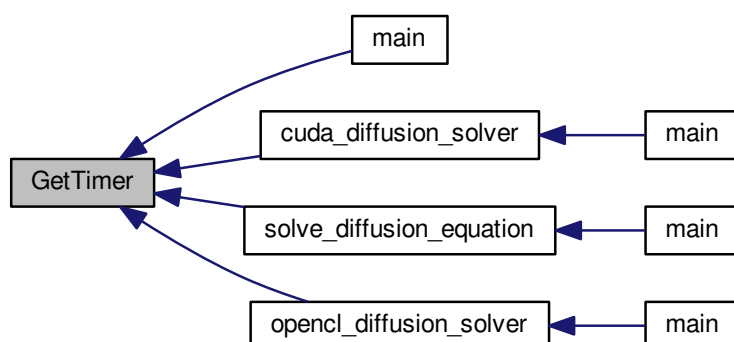 main
cuda_diffusion_solver
main
GetTimer
solve_diffusion_equation
main
opencl_diffusion_solver
main